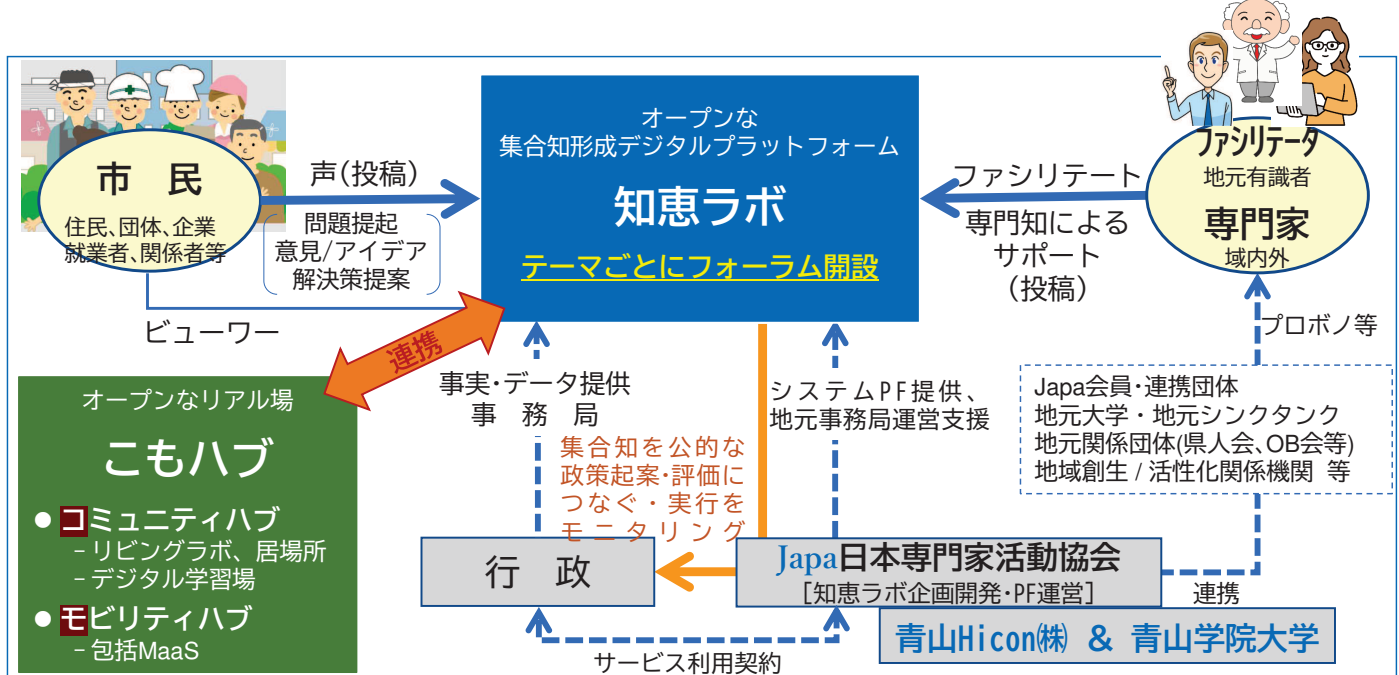 市　民
住民、団体、企業
就業者、関係者等
声(投稿)
問題提起
意見/アイデア
解決策提案
ビューワー
オープンな
集合知形成デジタルプラットフォーム
知恵ラボ
テーマごとにフォーラム開設
ファシリテート
専門知による
サポート
（投稿）
ファシリテータ
地元有識者
専門家
域内外
プロボノ等
連携
オープンなリアル場
こもハブ
● コミュニティハブ
－リビングラボ、居場所
－デジタル学習場
● モビリティハブ
－包括MaaS
事実・データ提供
事　務　局
集合知を公的な
政策起案・評価に
つなぐ・実行を
モニタリング
システムPF提供、
地元事務局運営支援
Japa会員・連携団体
地元大学・地元シンクタンク
地元関係団体(県人会、OB会等)
地域創生 / 活性化関係機関 等
行　政
Japa日本専門家活動協会
［知恵ラボ企画開発・PF運営］
連携
青山Hicon㈱ ＆ 青山学院大学
サービス利用契約